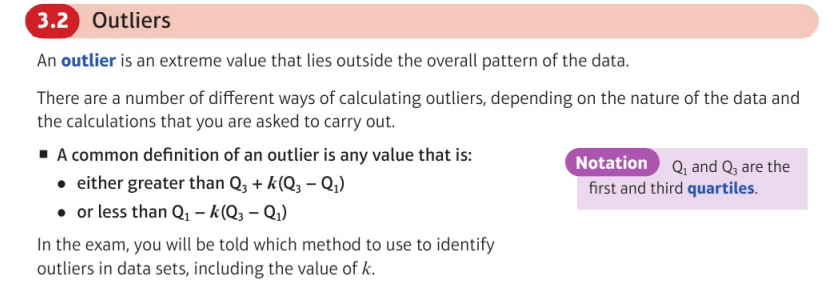 3.2 Outliers
An outlier is an extreme value that lies outside the overall pattern of the data.
There are a number of different ways of calculating outliers, depending on the nature of the data and
the calculations that you are asked to carry out.
▪ A common definition of an outlier is any value that is:
• either greater than Q₃ + k(Q₃ – Q₁)
• or less than Q₁ – k(Q₃ – Q₁)
Notation Q₁ and Q₃ are the
first and third quartiles.
In the exam, you will be told which method to use to identify
outliers in data sets, including the value of k.